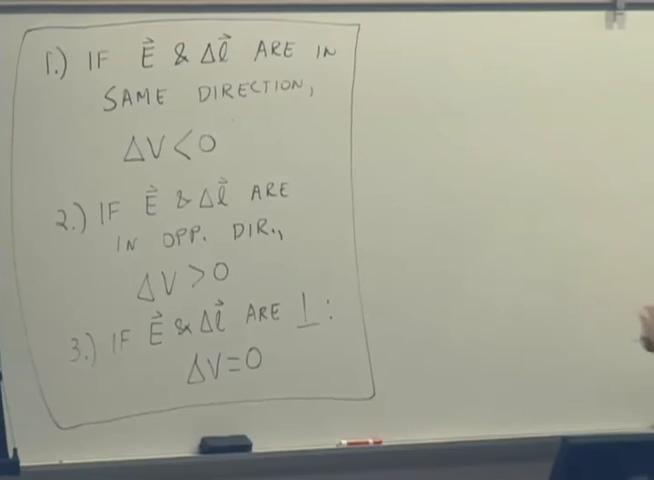 1.) IF E⃗ & Δl⃗ ARE IN
SAME DIRECTION,
ΔV<0
2.) IF E⃗ & Δl⃗ ARE
IN OPP. DIR.,
ΔV>0
3.) IF E⃗ & Δl⃗ ARE ⊥:
ΔV=0